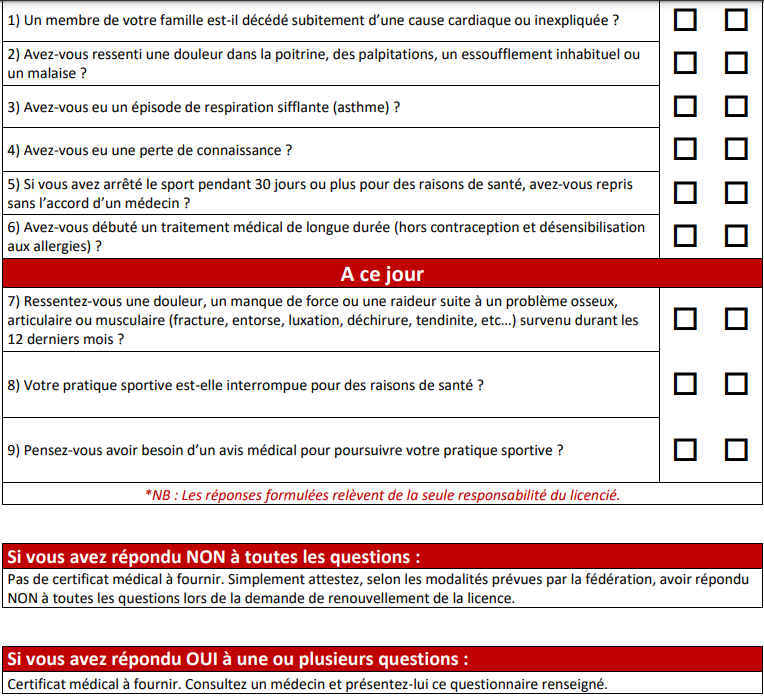 1) Un membre de votre famille est-il décédé subitement d’une cause cardiaque ou inexpliquée ?
2) Avez-vous ressenti une douleur dans la poitrine, des palpitations, un essoufflement inhabituel ou
un malaise ?
3) Avez-vous eu un épisode de respiration sifflante (asthme) ?
4) Avez-vous eu une perte de connaissance ?
5) Si vous avez arrêté le sport pendant 30 jours ou plus pour des raisons de santé, avez-vous repris
sans l’accord d’un médecin ?
6) Avez-vous débuté un traitement médical de longue durée (hors contraception et désensibilisation
aux allergies) ?
A ce jour
7) Ressentez-vous une douleur, un manque de force ou une raideur suite à un problème osseux,
articulaire ou musculaire (fracture, entorse, luxation, déchirure, tendinite, etc…) survenu durant les
12 derniers mois ?
8) Votre pratique sportive est-elle interrompue pour des raisons de santé ?
9) Pensez-vous avoir besoin d’un avis médical pour poursuivre votre pratique sportive ?
*NB : Les réponses formulées relèvent de la seule responsabilité du licencié.
Si vous avez répondu NON à toutes les questions :
Pas de certificat médical à fournir. Simplement attestez, selon les modalités prévues par la fédération, avoir répondu
NON à toutes les questions lors de la demande de renouvellement de la licence.
Si vous avez répondu OUI à une ou plusieurs questions :
Certificat médical à fournir. Consultez un médecin et présentez-lui ce questionnaire renseigné.